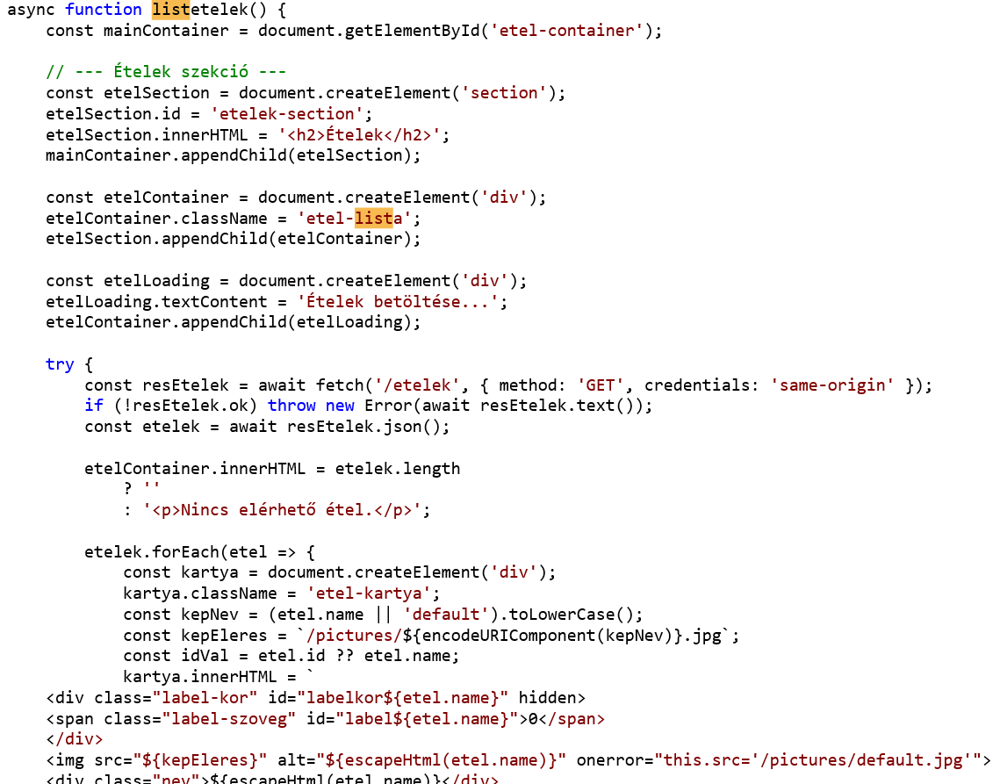 async function listetelek() {
    const mainContainer = document.getElementById('etel-container');

    // --- Ételek szekció ---
    const etelSection = document.createElement('section');
    etelSection.id = 'etelek-section';
    etelSection.innerHTML = '<h2>Ételek</h2>';
    mainContainer.appendChild(etelSection);

    const etelContainer = document.createElement('div');
    etelContainer.className = 'etel-lista';
    etelSection.appendChild(etelContainer);

    const etelLoading = document.createElement('div');
    etelLoading.textContent = 'Ételek betöltése...';
    etelContainer.appendChild(etelLoading);

    try {
        const resEtelek = await fetch('/etelek', { method: 'GET', credentials: 'same-origin' });
        if (!resEtelek.ok) throw new Error(await resEtelek.text());
        const etelek = await resEtelek.json();

        etelContainer.innerHTML = etelek.length
            ? ''
            : '<p>Nincs elérhető étel.</p>';

        etelek.forEach(etel => {
            const kartya = document.createElement('div');
            kartya.className = 'etel-kartya';
            const kepNev = (etel.name || 'default').toLowerCase();
            const kepEleres = `/pictures/${encodeURIComponent(kepNev)}.jpg`;
            const idVal = etel.id ?? etel.name;
            kartya.innerHTML = `
    <div class="label-kor" id="labelkor${etel.name}" hidden>
    <span class="label-szoveg" id="label${etel.name}">0</span>
    </div>
    <img src="${kepEleres}" alt="${escapeHtml(etel.name)}" onerror="this.src='/pictures/default.jpg'">
    <div class="nev">${escapeHtml(etel.name)}</div>